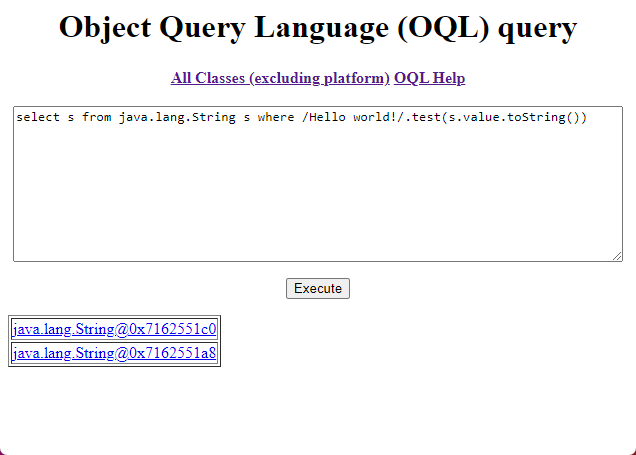 Object Query Language (OQL) query
All Classes (excluding platform) OQL Help
select s from java.lang.String s where /Hello world!/.test(s.value.toString())
Execute
java.lang.String@0x7162551c0
java.lang.String@0x7162551a8